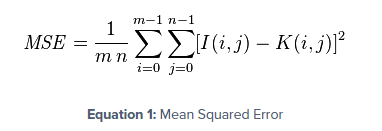 MSE = \frac{1}{m n} \sum_{i=0}^{m-1} \sum_{j=0}^{n-1} [I(i,j) − K(i,j)]^2
Equation 1: Mean Squared Error